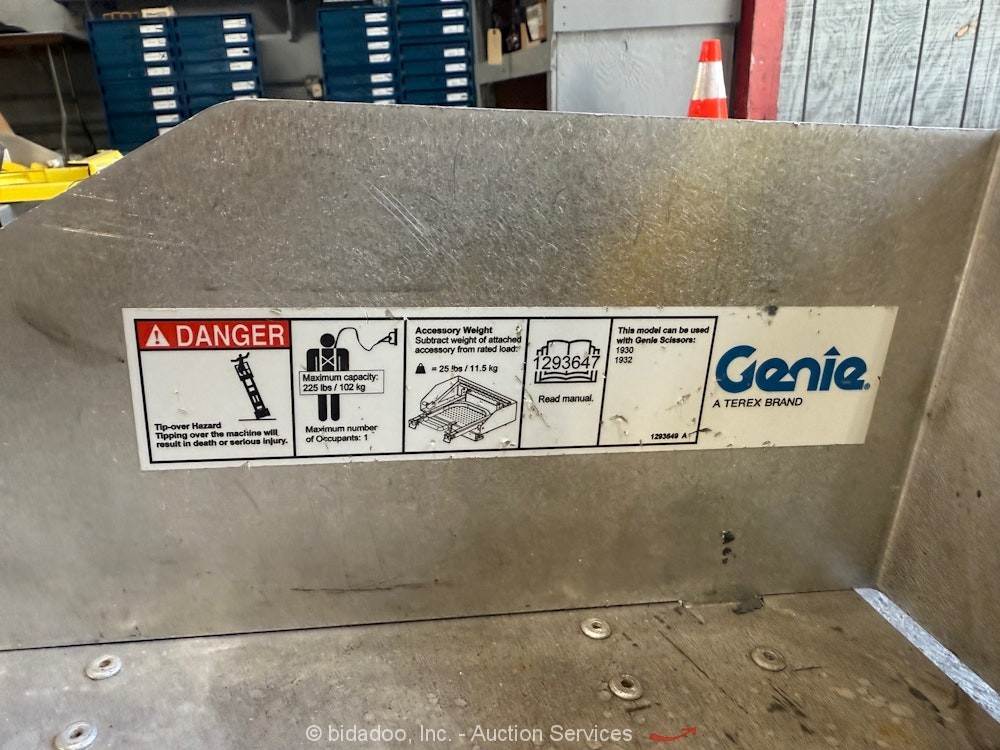 DANGER
Tip-over Hazard
Tipping over the machine will
result in death or serious injury.
Maximum capacity:
225 lbs / 102 kg
Maximum number
of Occupants: 1
Accessory Weight
Subtract weight of attached
accessory from rated load:
= 25 lbs / 11.5 kg
1293647
Read manual.
This model can be used
with Genie Scissors:
1930
1932
1293649 A
Genie
A TEREX BRAND
© bidadoo, Inc. - Auction Services